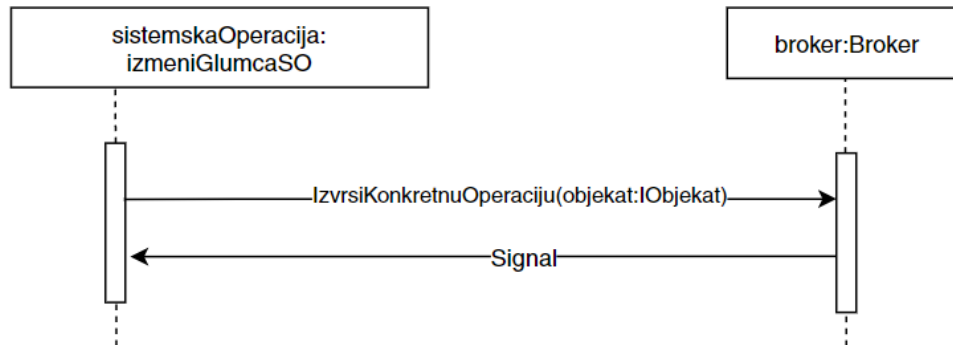 sistemskaOperacija:
izmeniGlumcaSO
broker:Broker
IzvrsiKonkretnuOperaciju(objekat:IObjekat)
Signal